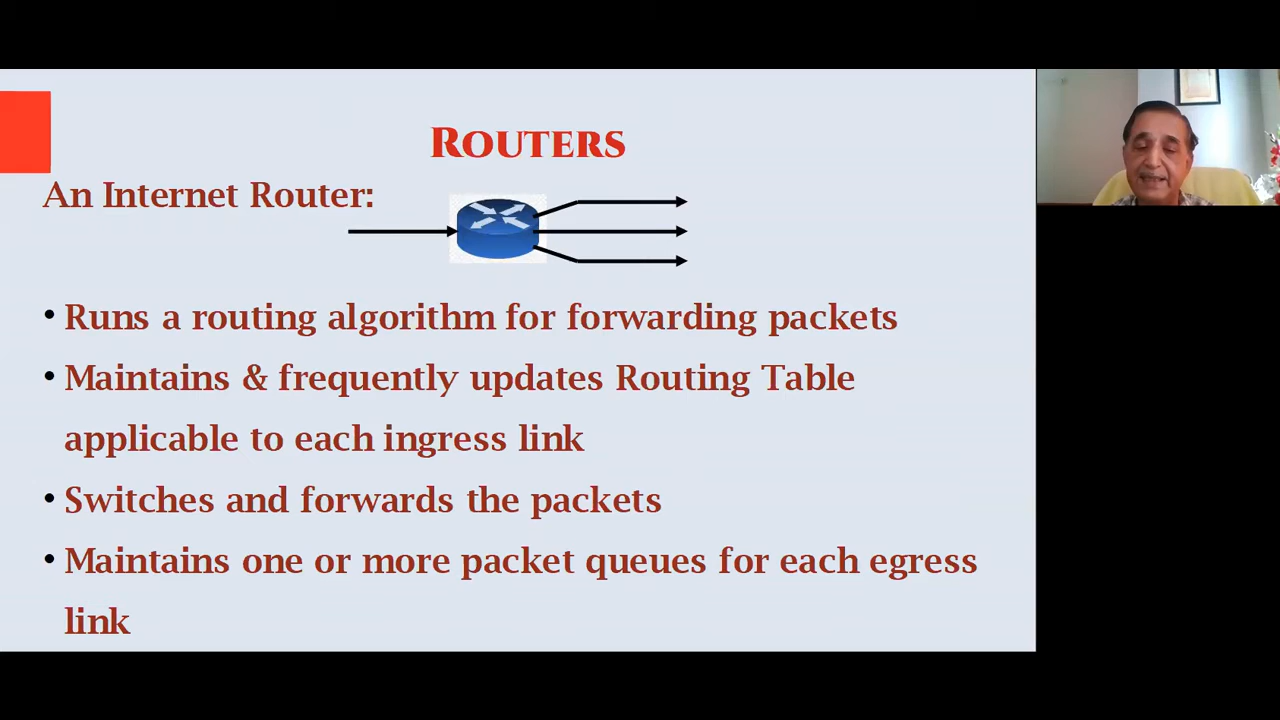 Routers
An Internet Router:
• Runs a routing algorithm for forwarding packets
• Maintains & frequently updates Routing Table
applicable to each ingress link
• Switches and forwards the packets
• Maintains one or more packet queues for each egress
link